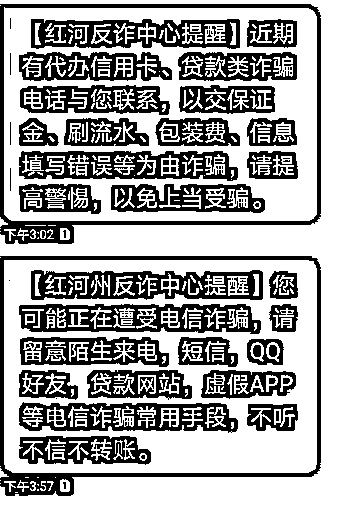 【红河反诈中心提醒】近期
有代办信用卡、贷款类诈骗
电话与您联系，以交保证
金、刷流水、包装费、信息
填写错误等为由诈骗，请提
高警惕，以免上当受骗。
下午3:02 1
【红河州反诈中心提醒】您
可能正在遭受电信诈骗，请
留意陌生来电，短信，QQ
好友，贷款网站，虚假APP
等电信诈骗常用手段，不听
不信不转账。
下午3:57 1